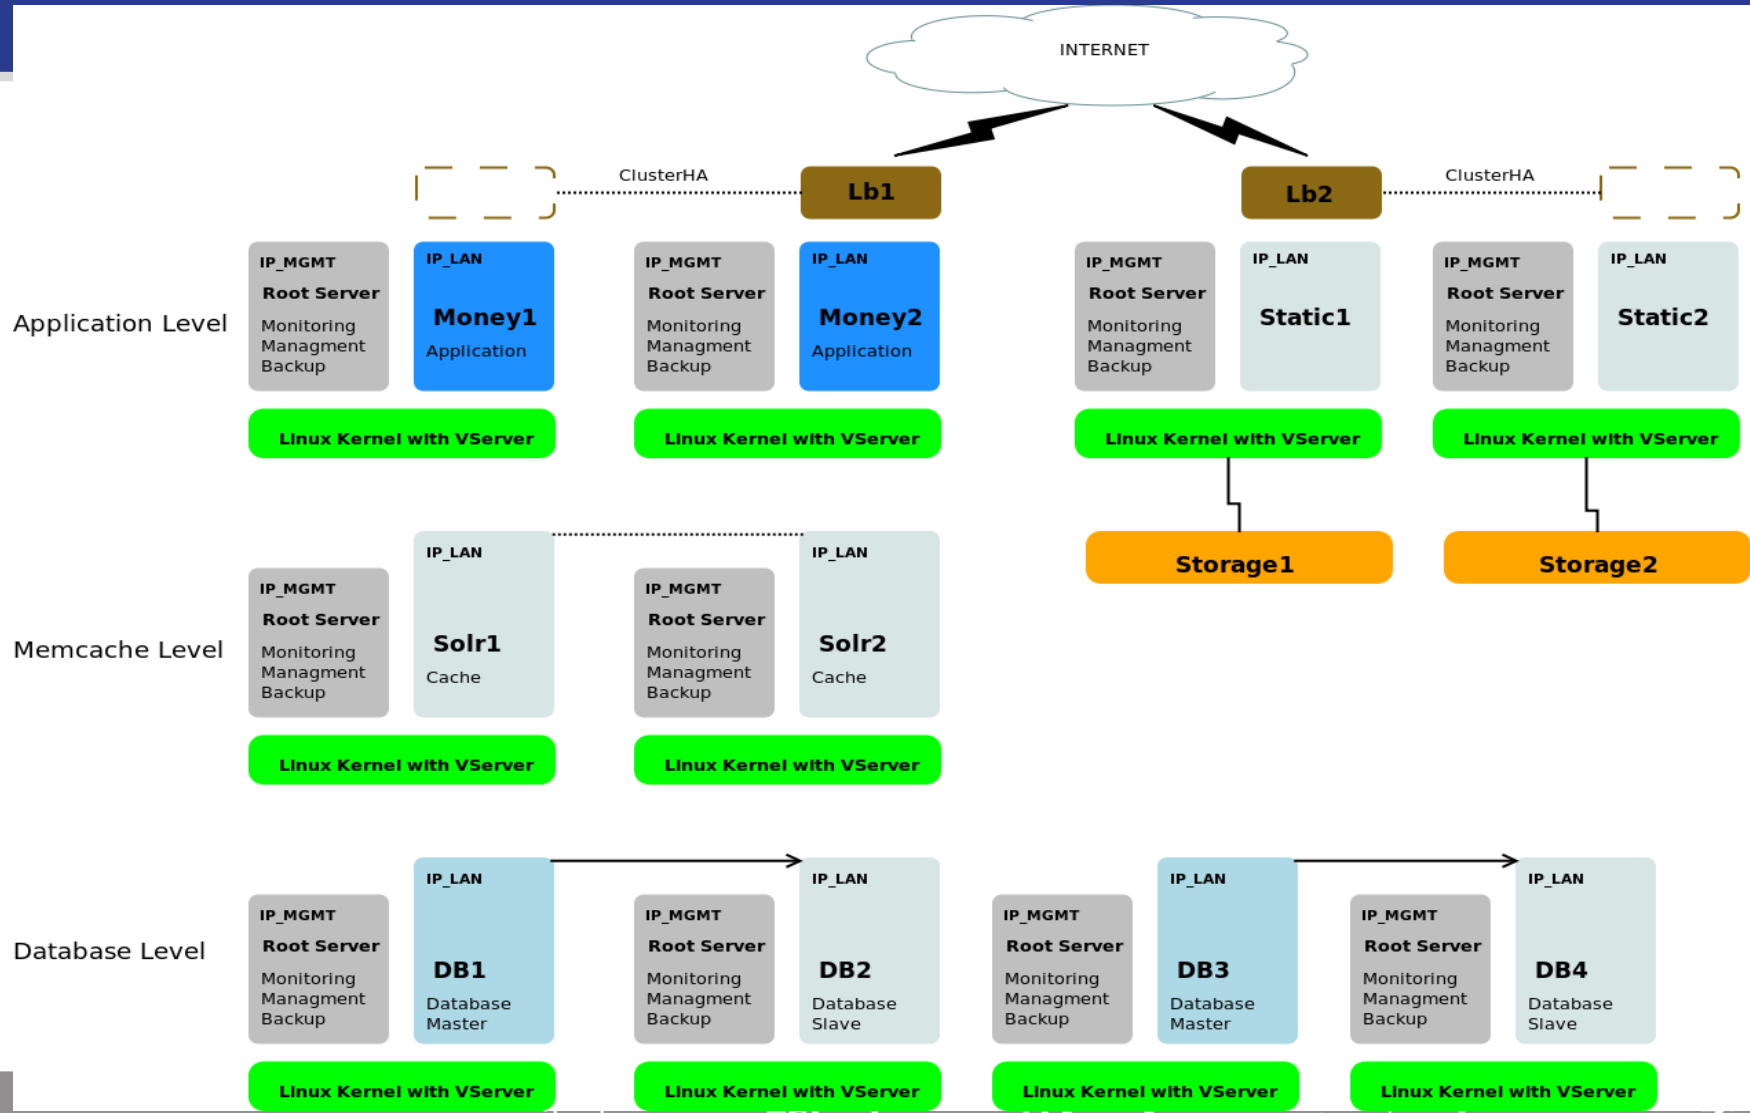 INTERNET
ClusterHA
Lb1
Lb2
ClusterHA
Application Level
IP_MGMT
Root Server
Monitoring
Managment
Backup
IP_LAN
Money1
Application
Linux Kernel with VServer
IP_MGMT
Root Server
Monitoring
Managment
Backup
IP_LAN
Money2
Application
Linux Kernel with VServer
IP_MGMT
Root Server
Monitoring
Managment
Backup
IP_LAN
Static1
Linux Kernel with VServer
IP_MGMT
Root Server
Monitoring
Managment
Backup
IP_LAN
Static2
Linux Kernel with VServer
Storage1
Storage2
Memcache Level
IP_MGMT
Root Server
Monitoring
Managment
Backup
IP_LAN
Solr1
Cache
Linux Kernel with VServer
IP_MGMT
Root Server
Monitoring
Managment
Backup
IP_LAN
Solr2
Cache
Linux Kernel with VServer
Database Level
IP_MGMT
Root Server
Monitoring
Managment
Backup
IP_LAN
DB1
Database
Master
Linux Kernel with VServer
IP_MGMT
Root Server
Monitoring
Managment
Backup
IP_LAN
DB2
Database
Slave
Linux Kernel with VServer
IP_MGMT
Root Server
Monitoring
Managment
Backup
IP_LAN
DB3
Database
Master
Linux Kernel with VServer
IP_MGMT
Root Server
Monitoring
Managment
Backup
IP_LAN
DB4
Database
Slave
Linux Kernel with VServer